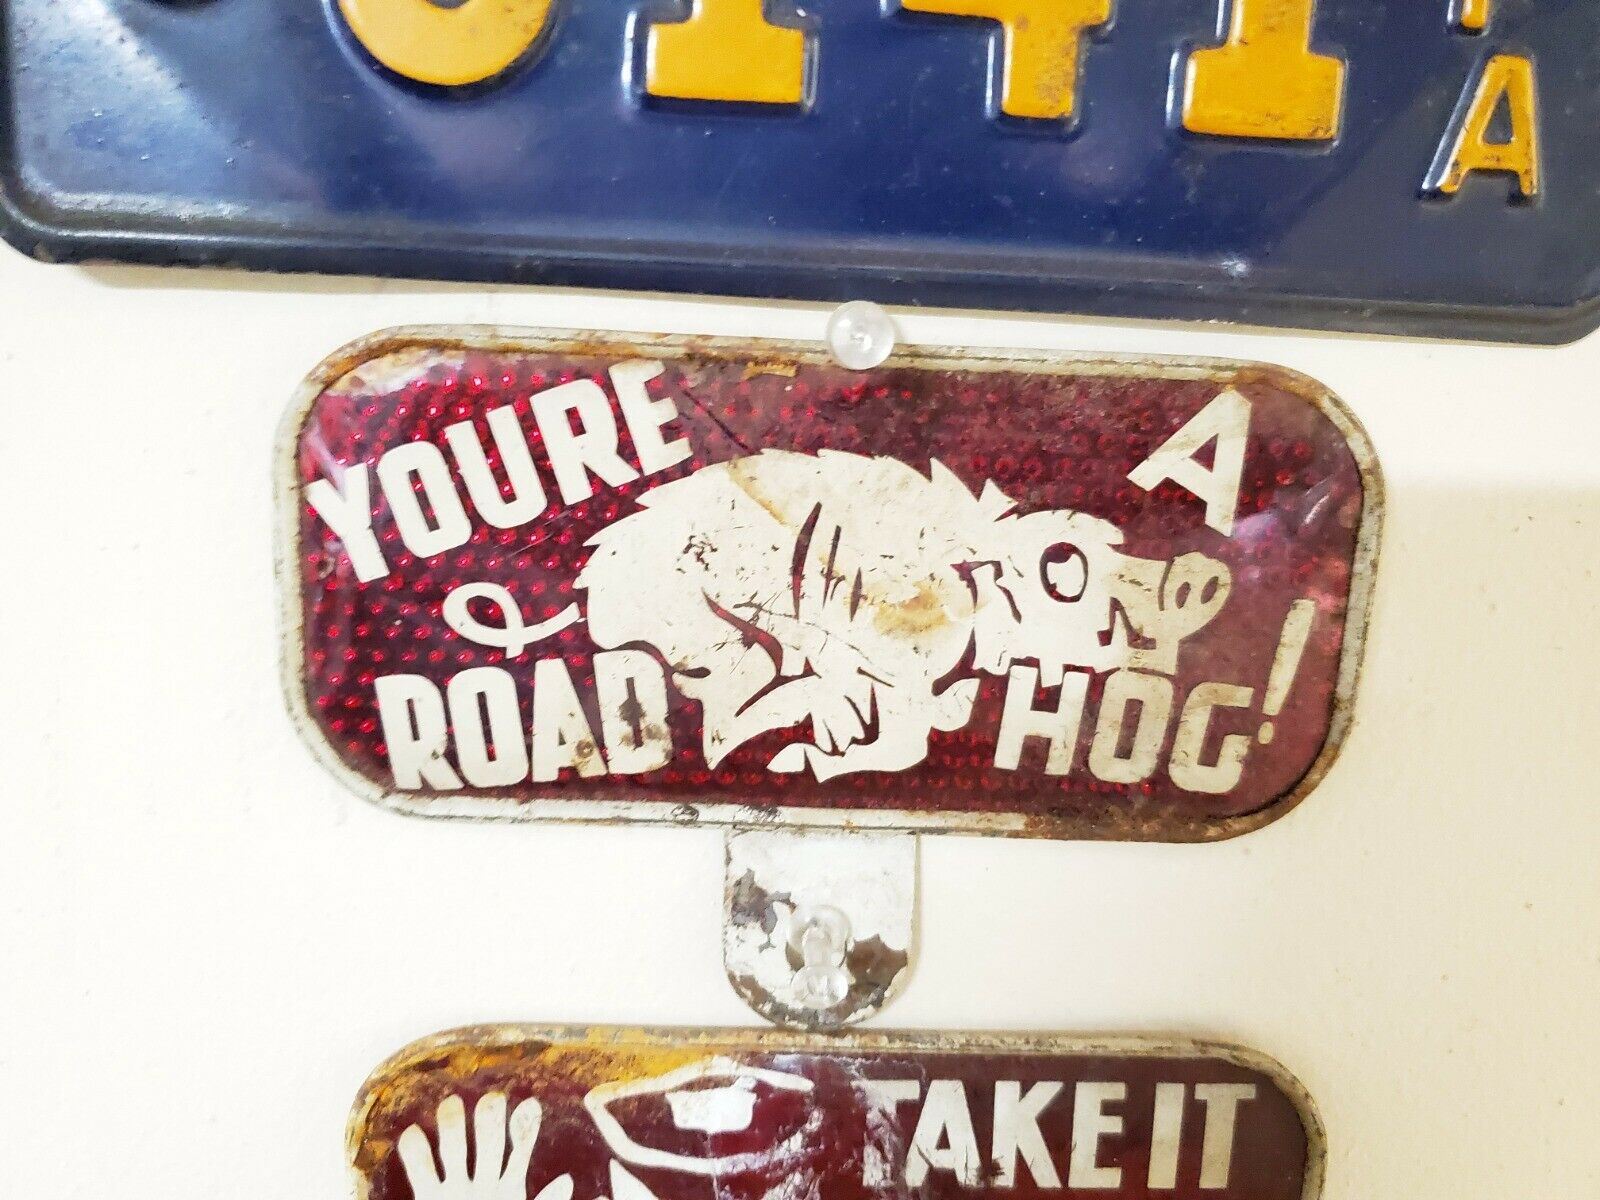 141
A
YOURE A
ROAD HOG!
TAKE IT